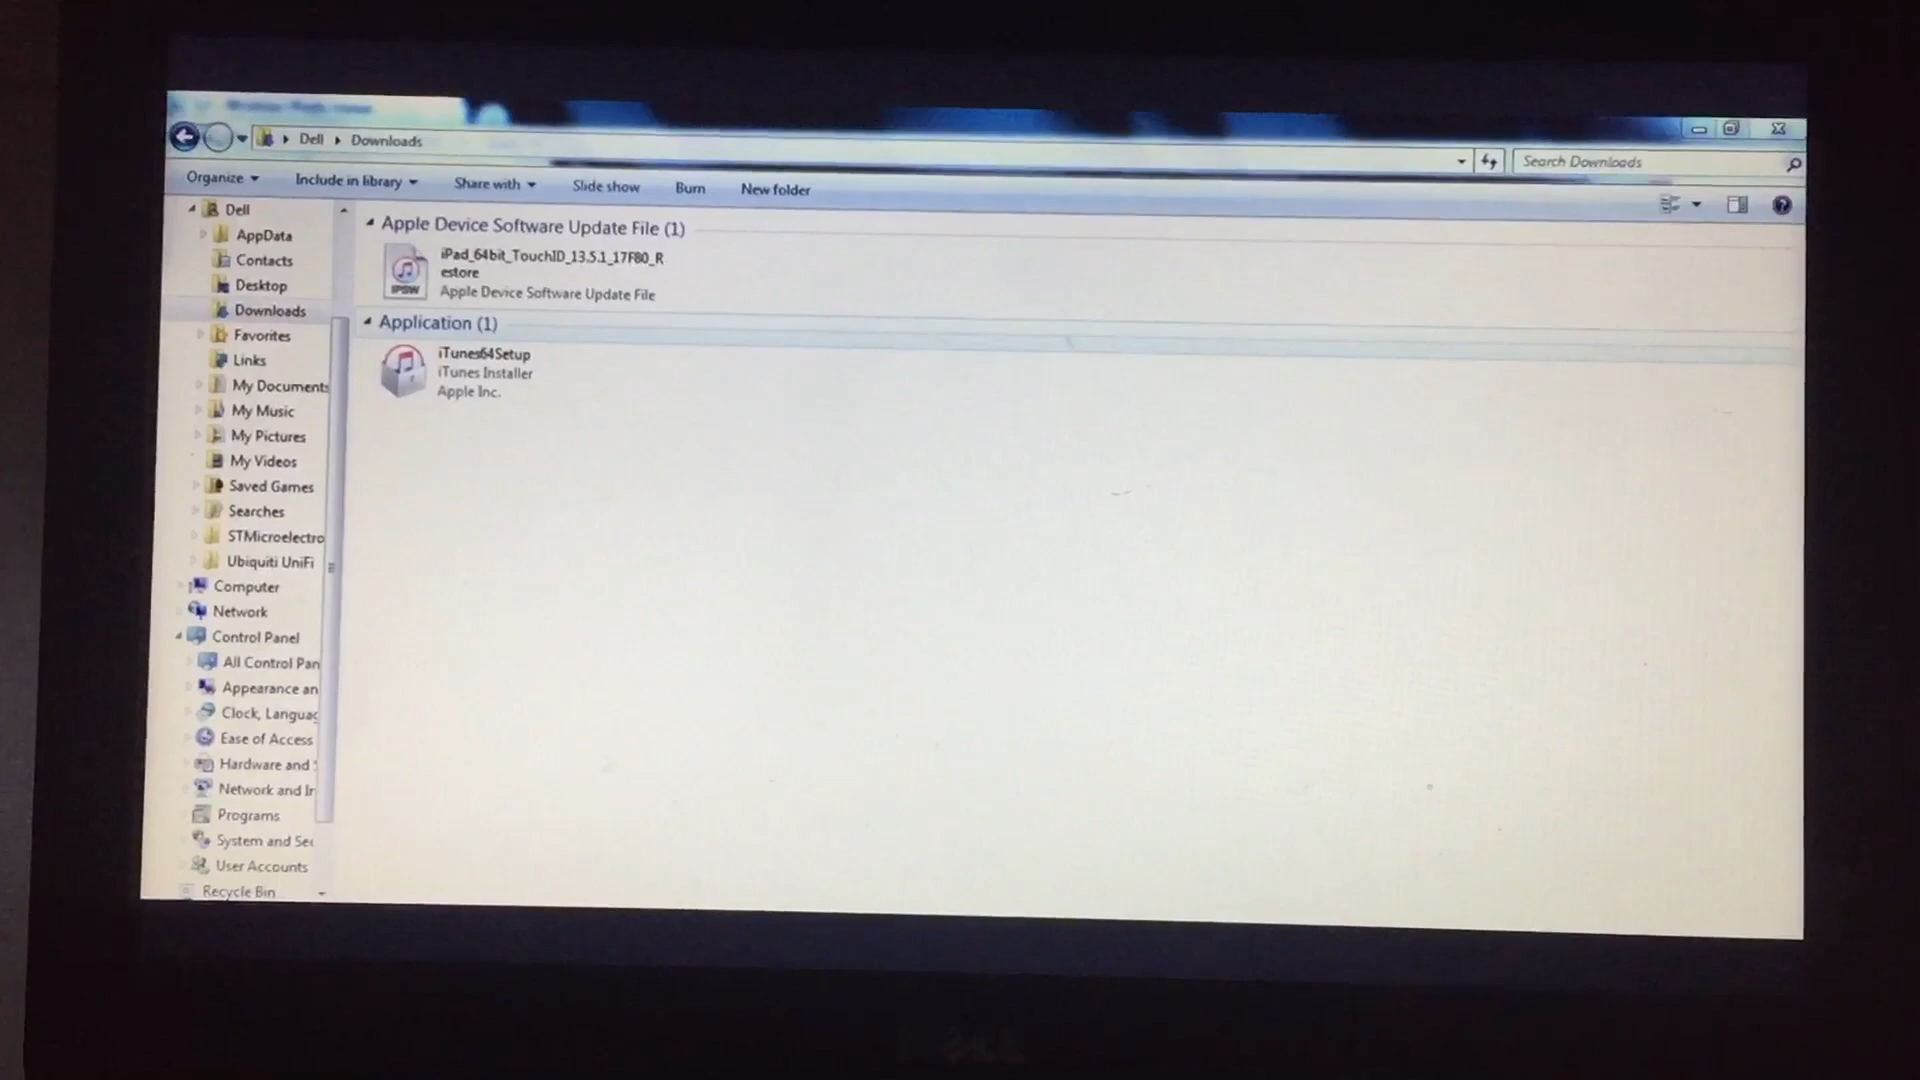 Dell Downloads
Search Downloads
Organize Include in library Share with Slide show Burn New folder
Dell
AppData
Contacts
Desktop
Downloads
Favorites
Links
My Documents
My Music
My Pictures
My Videos
Saved Games
Searches
STMicroelectro
Ubiquiti UniFi
Computer
Network
Control Panel
All Control Pan
Appearance an
Clock, Languag
Ease of Access
Hardware and
Network and In
Programs
System and Sec
User Accounts
Recycle Bin
Apple Device Software Update File (1)
iPad_64bit_TouchID_13.5.1_17F80_R
estore
Apple Device Software Update File
IPSW
Application (1)
iTunes64Setup
iTunes Installer
Apple Inc.
DELL